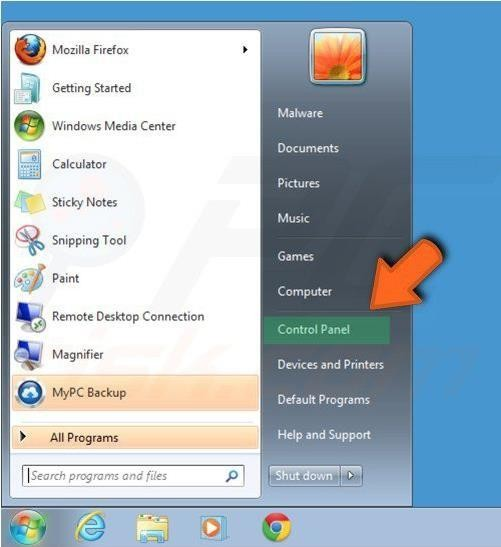 Mozilla Firefox
Getting Started
Windows Media Center
Calculator
Sticky Notes
Snipping Tool
Paint
Remote Desktop Connection
Magnifier
MyPC Backup
All Programs
Search programs and files
Malware
Documents
Pictures
Music
Games
Computer
Control Panel
Devices and Printers
Default Programs
Help and Support
Shut down